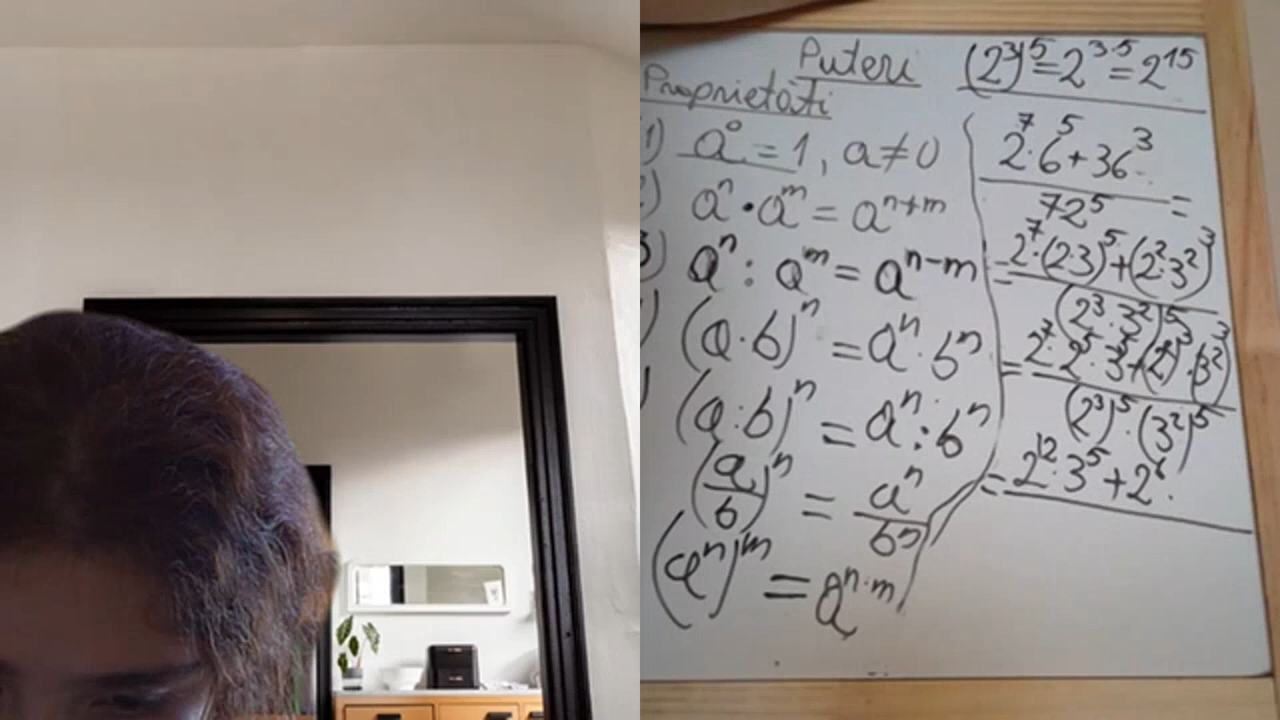 Puteri
Proprietăți
1) a⁰ = 1, a ≠ 0
2) aⁿ · aᵐ = aⁿ⁺ᵐ
3) aⁿ : aᵐ = aⁿ⁻ᵐ
) (a·b)ⁿ = aⁿ · bⁿ
) (a:b)ⁿ = aⁿ : bⁿ
(a/b)ⁿ = aⁿ/bⁿ
(aⁿ)ᵐ = aⁿ·ᵐ
(2³)⁵ = 2³·⁵ = 2¹⁵
2⁷·6⁵+36³
72⁵ =
= 2⁷·(2·3)⁵+(2²·3²)³
(2³·3²)⁵
= 2⁷·2⁵·3⁵+(2²)³·(3²)³
(2³)⁵·(3²)⁵
= 2¹²·3⁵+2⁶·